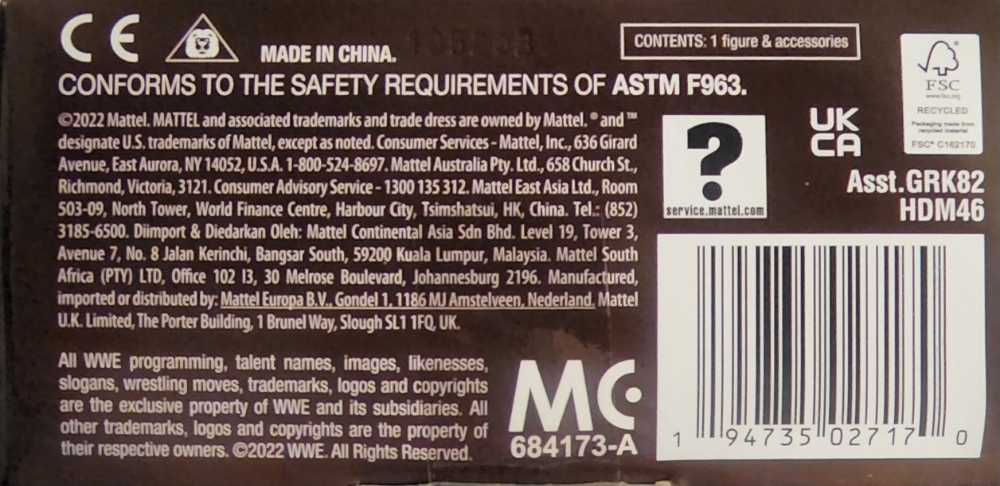 CE
MADE IN CHINA.
CONTENTS: 1 figure & accessories
CONFORMS TO THE SAFETY REQUIREMENTS OF ASTM F963.
FSC
www.fsc.org
RECYCLED
Packaging made from
recycled material
FSC® C162170
©2022 Mattel. MATTEL and associated trademarks and trade dress are owned by Mattel. ® and ™
designate U.S. trademarks of Mattel, except as noted. Consumer Services - Mattel, Inc., 636 Girard
Avenue, East Aurora, NY 14052, U.S.A. 1-800-524-8697. Mattel Australia Pty. Ltd., 658 Church St.,
Richmond, Victoria, 3121. Consumer Advisory Service - 1300 135 312. Mattel East Asia Ltd., Room
503-09, North Tower, World Finance Centre, Harbour City, Tsimshatsui, HK, China. Tel.: (852)
3185-6500. Diimport & Diedarkan Oleh: Mattel Continental Asia Sdn Bhd. Level 19, Tower 3,
Avenue 7, No. 8 Jalan Kerinchi, Bangsar South, 59200 Kuala Lumpur, Malaysia. Mattel South
Africa (PTY) LTD, Office 102 I3, 30 Melrose Boulevard, Johannesburg 2196. Manufactured,
imported or distributed by: Mattel Europa B.V., Gondel 1, 1186 MJ Amstelveen, Nederland. Mattel
U.K. Limited, The Porter Building, 1 Brunel Way, Slough SL1 1FQ, UK.
?
service.mattel.com
UK
CA
Asst.GRK82
HDM46
All WWE programming, talent names, images, likenesses,
slogans, wrestling moves, trademarks, logos and copyrights
are the exclusive property of WWE and its subsidiaries. All
other trademarks, logos and copyrights are the property of
their respective owners. ©2022 WWE. All Rights Reserved.
MC
684173-A
1 94735 02717 0